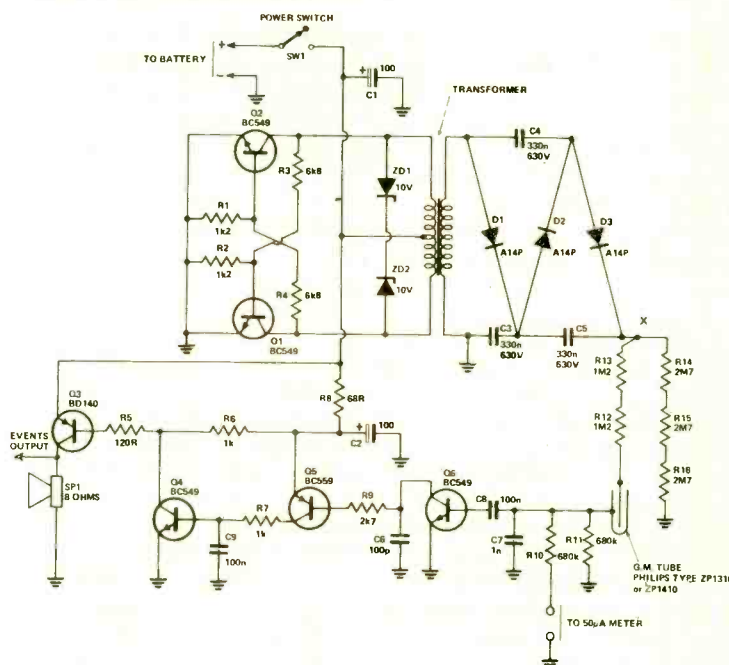 POWER SWITCH
+
TO BATTERY
-
SW1
+
100
C1
TRANSFORMER
Q2
BC549
C4
330n
630V
R3
6k8
ZD1
10V
R1
1k2
D1
A14P
D2
A14P
D3
A14P
R2
1k2
ZD2
10V
R4
6k8
Q1
BC549
C3
330n
630V
C5
330n
630V
X
R13
1M2
R14
2M7
Q3
BD140
R5
120R
R6
1k
R8
68R
+
100
C2
R12
1M2
R15
2M7
EVENTS
OUTPUT
SP1
8 OHMS
Q4
BC549
Q5
BC559
Q6
BC549
C8
100n
R16
2M7
R7
1k
R9
2k7
C9
100n
C6
100p
C7
1n
R10
680k
R11
680k
G.M. TUBE
PHILIPS TYPE ZP1310
or ZP1410
TO 50μA METER